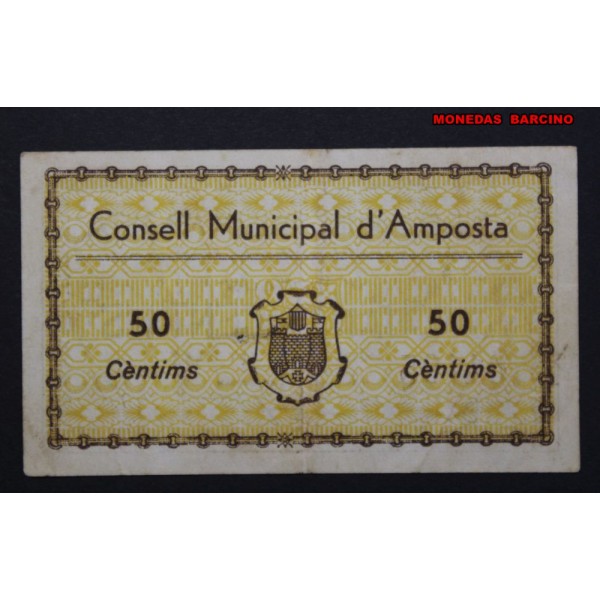 MONEDAS BARCINO
Consell Municipal d'Amposta
50 50
Cèntims Cèntims